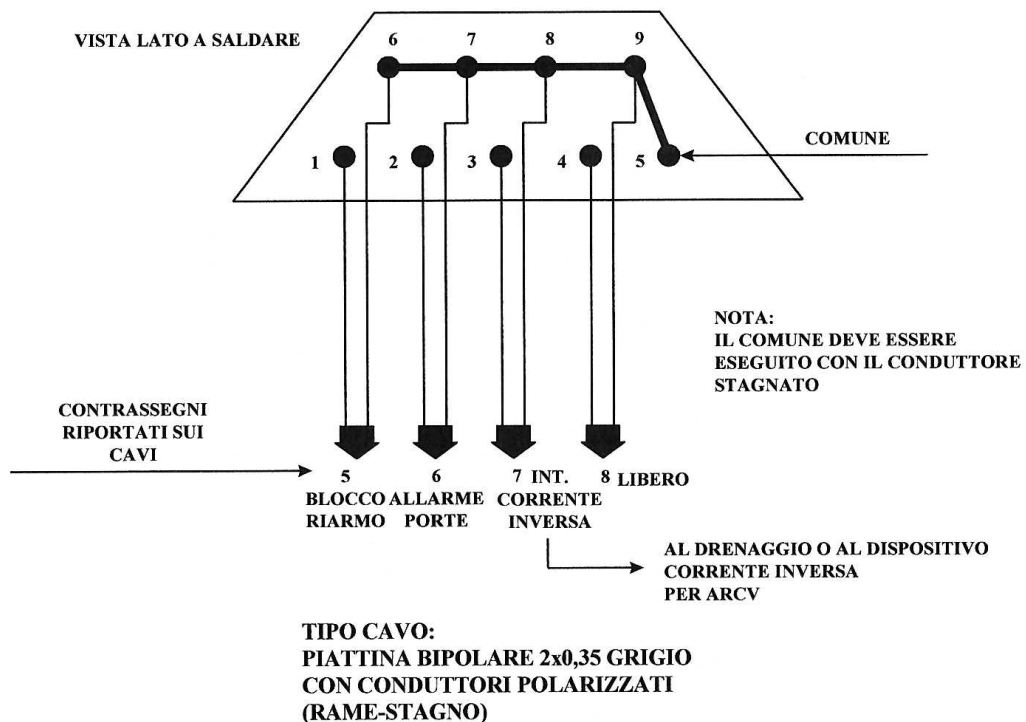 VISTA LATO A SALDARE
6 7 8 9
1 2 3 4 5
COMUNE
NOTA:
IL COMUNE DEVE ESSERE
ESEGUITO CON IL CONDUTTORE
STAGNATO
CONTRASSEGNI
RIPORTATI SUI
CAVI
5
BLOCCO
RIARMO
6
ALLARME
PORTE
7 INT.
CORRENTE
INVERSA
8 LIBERO
AL DRENAGGIO O AL DISPOSITIVO
CORRENTE INVERSA
PER ARCV
TIPO CAVO:
PIATTINA BIPOLARE 2x0,35 GRIGIO
CON CONDUTTORI POLARIZZATI
(RAME-STAGNO)